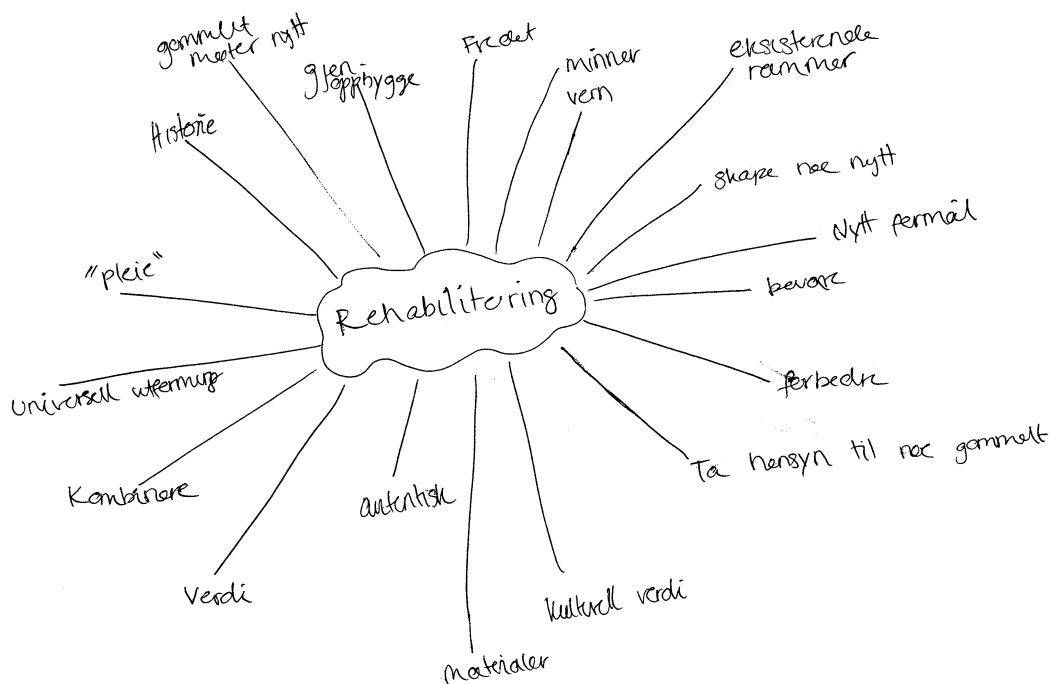 gammelt
møter nytt
gjen-
oppbygge
Fredet
minner
vern
eksisterende
rammer
Historie
skape noe nytt
Nytt formål
"pleie"
bevare
Rehabilitering
universell utforming
forbedre
Ta hensyn til noe gammelt
Kombinere
autentisk
Verdi
kulturell verdi
materialer